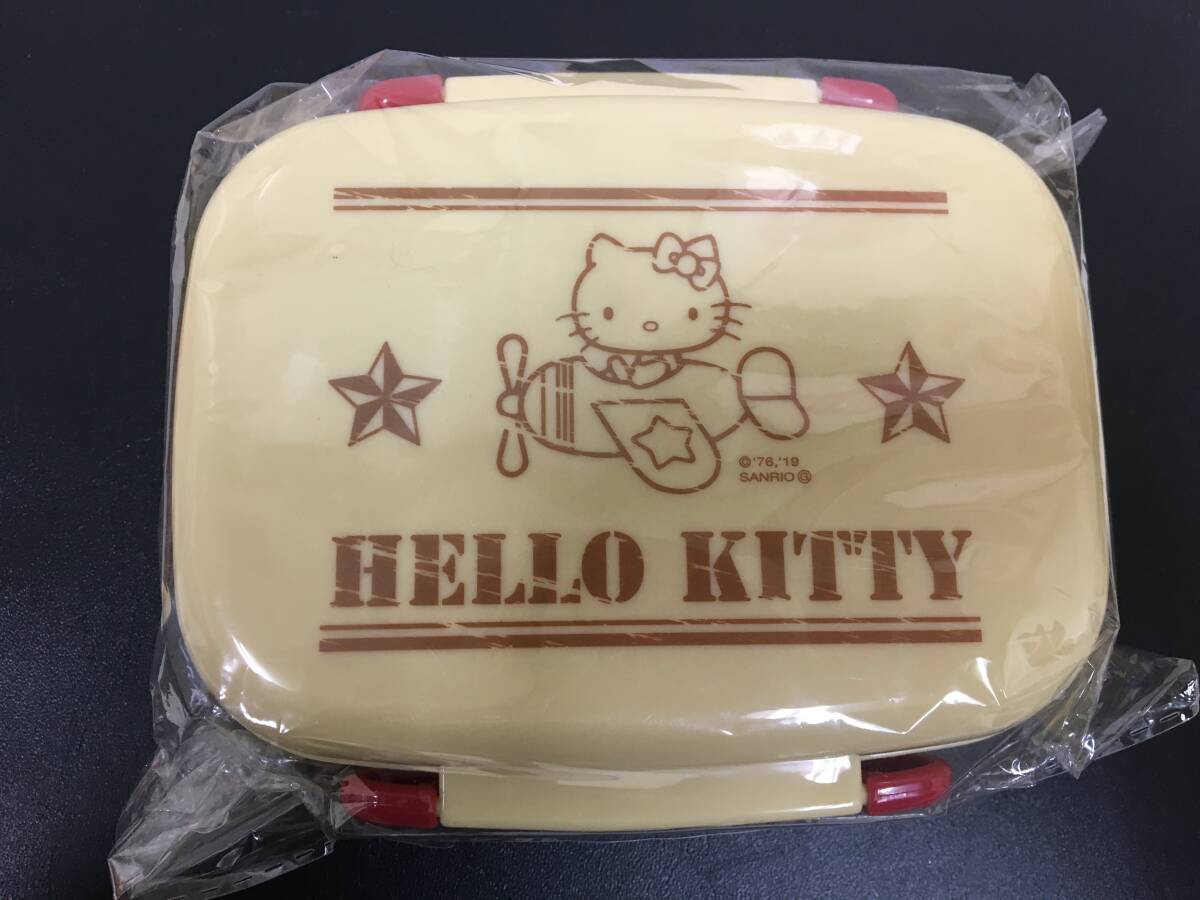 © '76,'19
SANRIO Ⓖ
HELLO KITTY